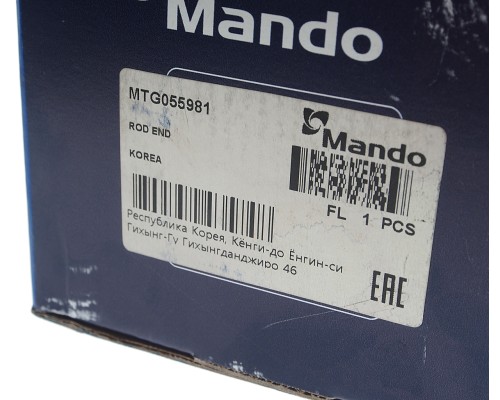 Mando
MTG055981
Mando
ROD END
KOREA
FL 1 PCS
Республика Корея, Кёнги-до Ёнгин-си
Гихынг-Гу Гихынгданджиро 46
EAC